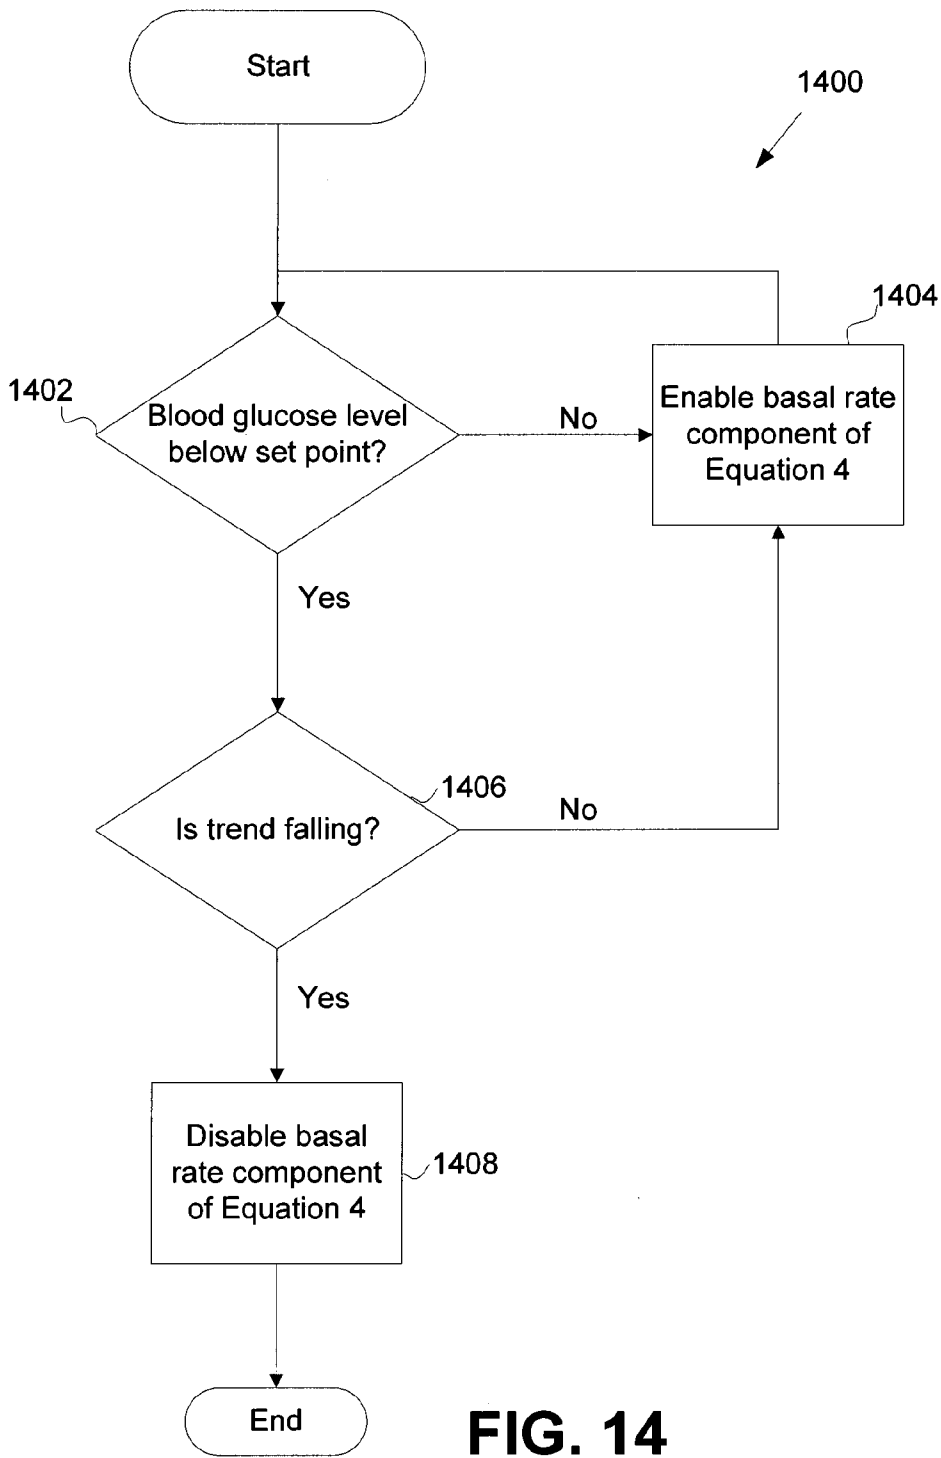 Start
1400
1404
Enable basal rate
component of
Equation 4
1402
Blood glucose level
below set point?
No
Yes
1406
Is trend falling?
No
Yes
Disable basal
rate component
of Equation 4
1408
End
FIG. 14